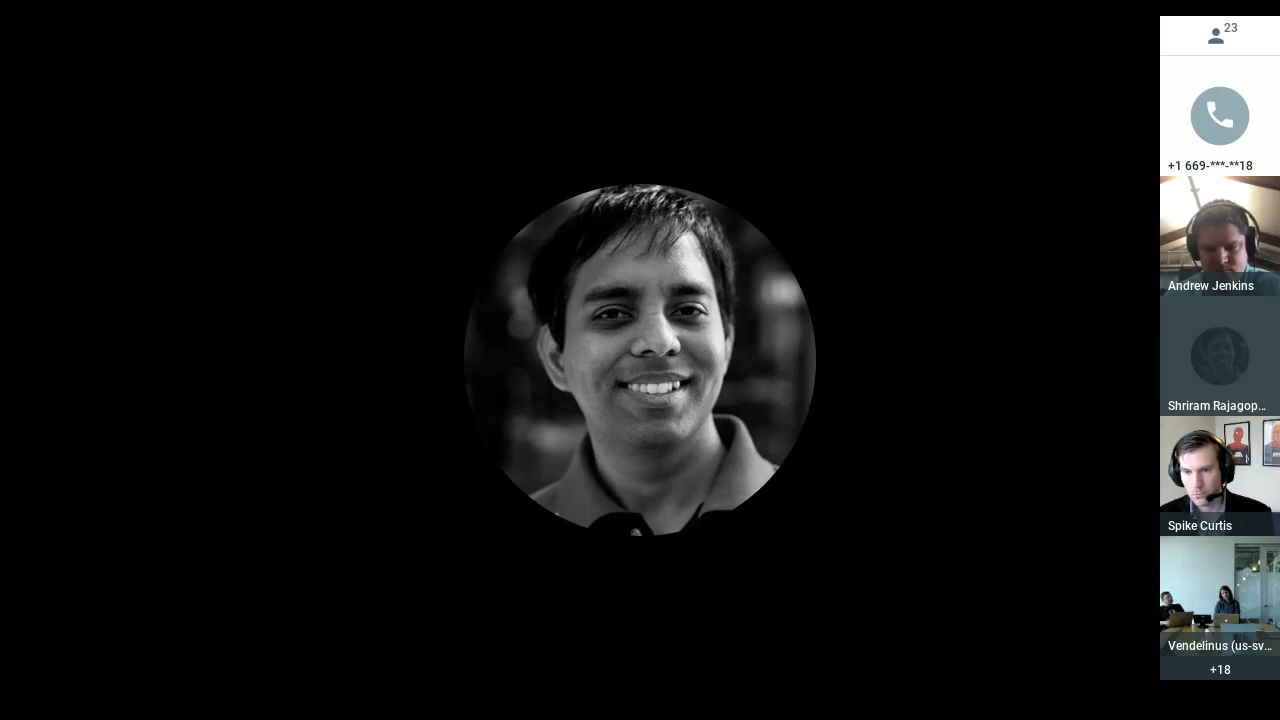 23
+1 669-***-**18
Andrew Jenkins
Shriram Rajagop...
Spike Curtis
Vendelinus (us-sv...
+18